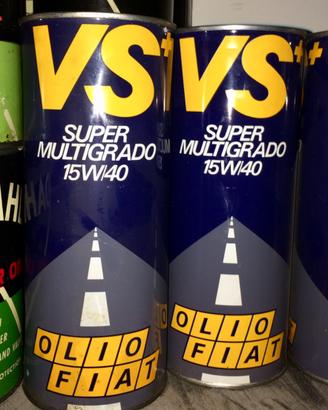 VS+
SUPER
MULTIGRADO
15W/40
OLIO
FIAT
VS+
SUPER
MULTIGRADO
15W/40
OLIO
FIAT